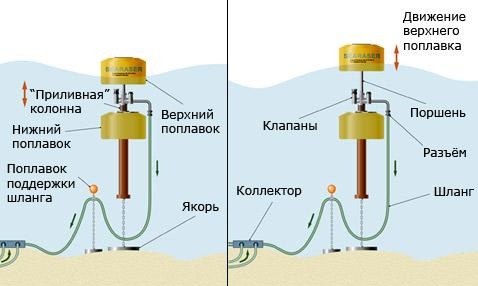 SEARASER
"Приливная"
колонна
Верхний
поплавок
Нижний
поплавок
Поплавок
поддержки
шланга
Якорь
Движение
верхнего
поплавка
SEARASER
Поршень
Клапаны
Разъём
Коллектор
Шланг